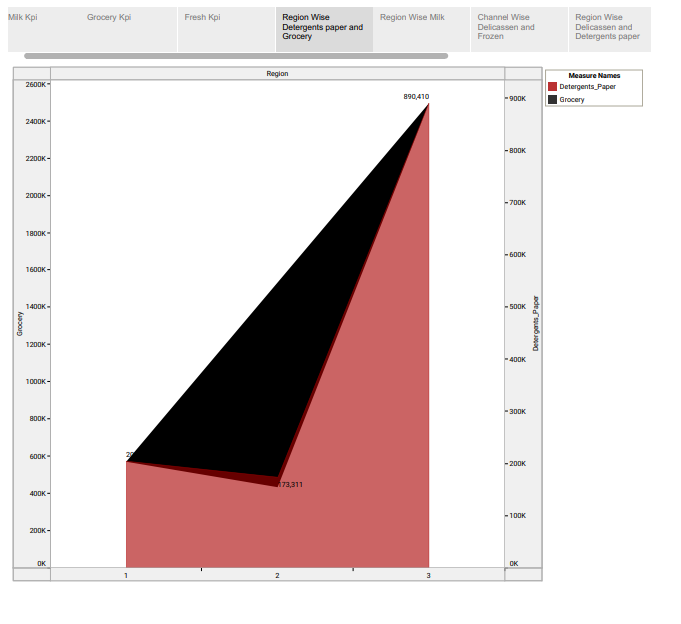 Milk Kpi
Grocery Kpi
Fresh Kpi
Region Wise
Detergents paper and
Grocery
Region Wise Milk
Channel Wise
Delicassen and
Frozen
Region Wise
Delicassen and
Detergents paper
Region
2600K
2400K
2200K
2000K
1800K
1600K
1400K
1200K
1000K
800K
600K
400K
200K
0K
Grocery
890,410
20
173,311
1
2
3
900K
800K
700K
600K
500K
400K
300K
200K
100K
0K
Detergents_Paper
Measure Names
Detergents_Paper
Grocery